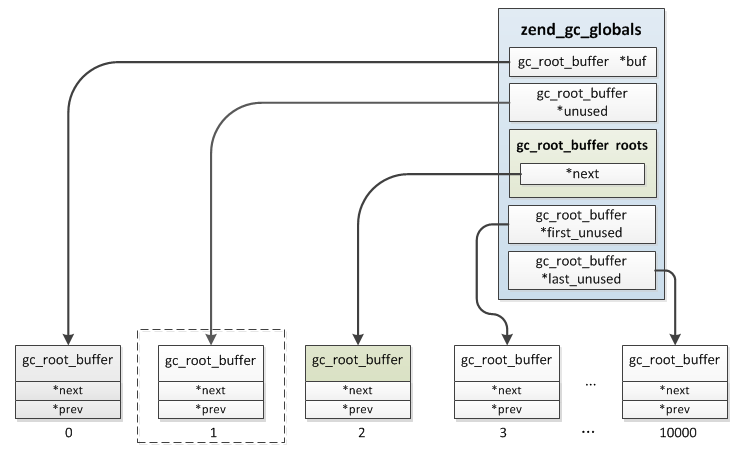 zend_gc_globals
gc_root_buffer *buf
gc_root_buffer
*unused
gc_root_buffer roots
*next
gc_root_buffer
*first_unused
gc_root_buffer
*last_unused
gc_root_buffer
*next
*prev
0
gc_root_buffer
*next
*prev
1
gc_root_buffer
*next
*prev
2
gc_root_buffer
*next
*prev
3
...
...
gc_root_buffer
*next
*prev
10000